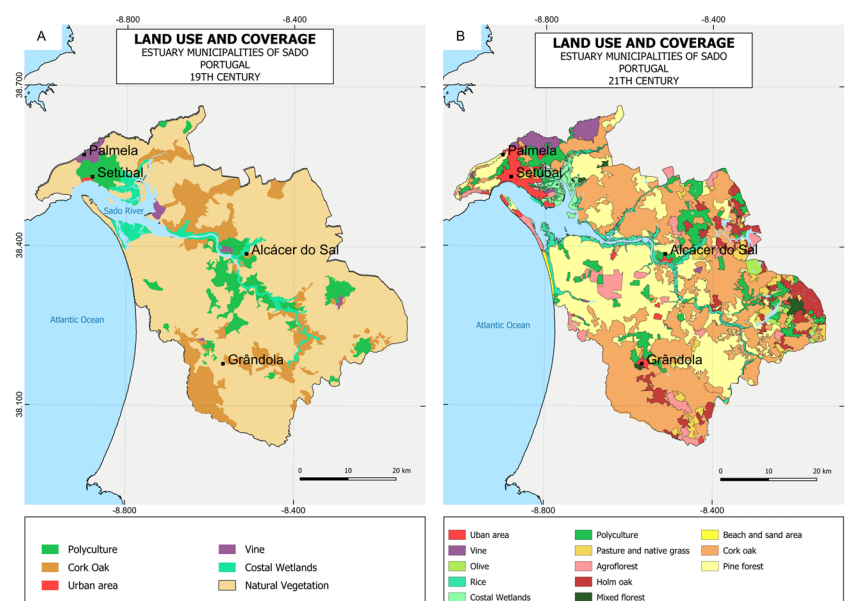 A
LAND USE AND COVERAGE
ESTUARY MUNICIPALITIES OF SADO
PORTUGAL
19TH CENTURY
-8.800
-8.400
38.700
38.400
38.100
Palmela
Setúbal
Sado River
Alcácer do Sal
Atlantic Ocean
Grândola
0 10 20 km
-8.800
-8.400
Polyculture
Cork Oak
Urban area
Vine
Costal Wetlands
Natural Vegetation
B
LAND USE AND COVERAGE
ESTUARY MUNICIPALITIES OF SADO
PORTUGAL
21TH CENTURY
-8.800
-8.400
Palmela
Setúbal
Alcácer do Sal
Atlantic Ocean
Grândola
0 10 20 km
-8.800
-8.400
Uban area
Vine
Olive
Rice
Costal Wetlands
Polyculture
Pasture and native grass
Agroflorest
Holm oak
Mixed florest
Beach and sand area
Cork oak
Pine forest